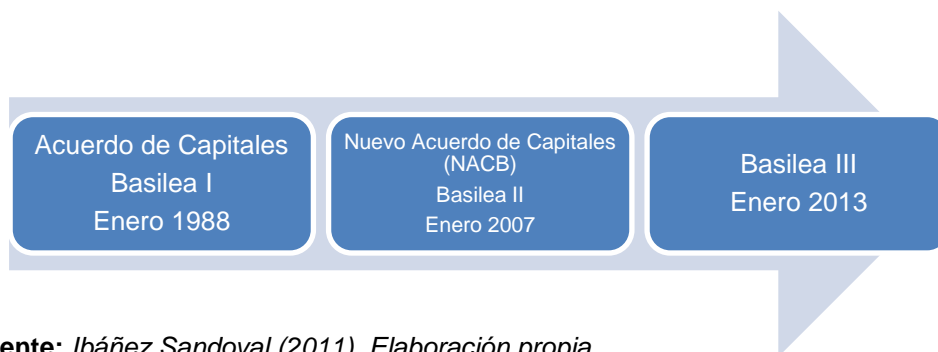 Acuerdo de Capitales
Basilea I
Enero 1988
Nuevo Acuerdo de Capitales
(NACB)
Basilea II
Enero 2007
Basilea III
Enero 2013
ente: Ibáñez Sandoval (2011). Elaboración propia